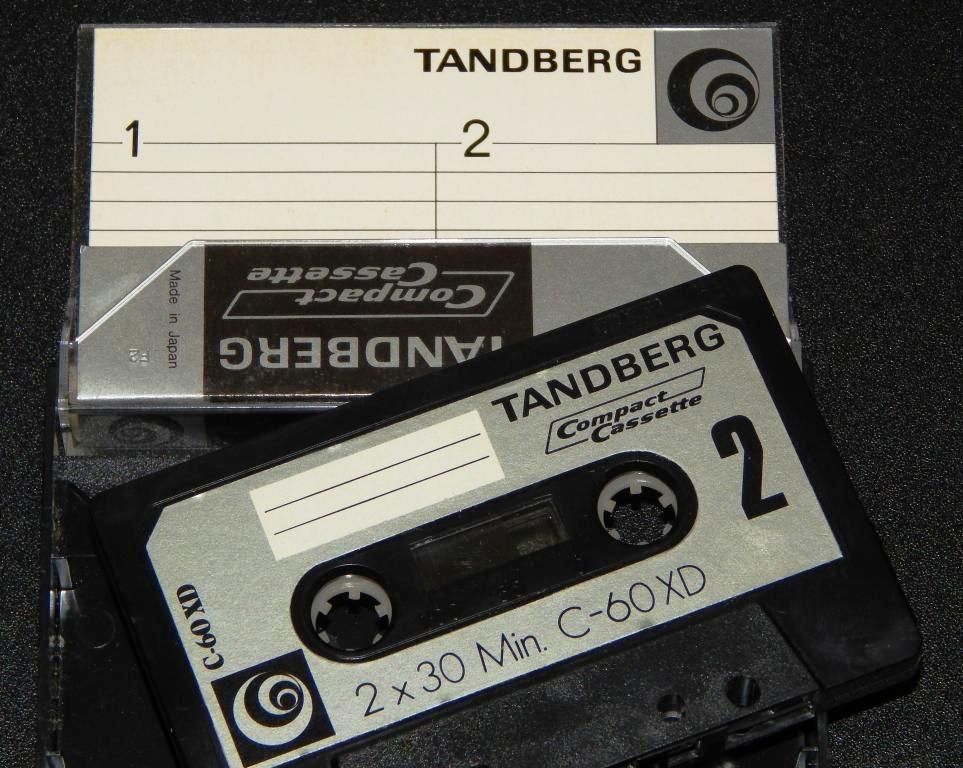 TANDBERG
1
2
Compact
Cassette
TANDBERG
Made in Japan
TANDBERG
Compact
Cassette
2
C-60 XD
2 x 30 Min. C-60 XD